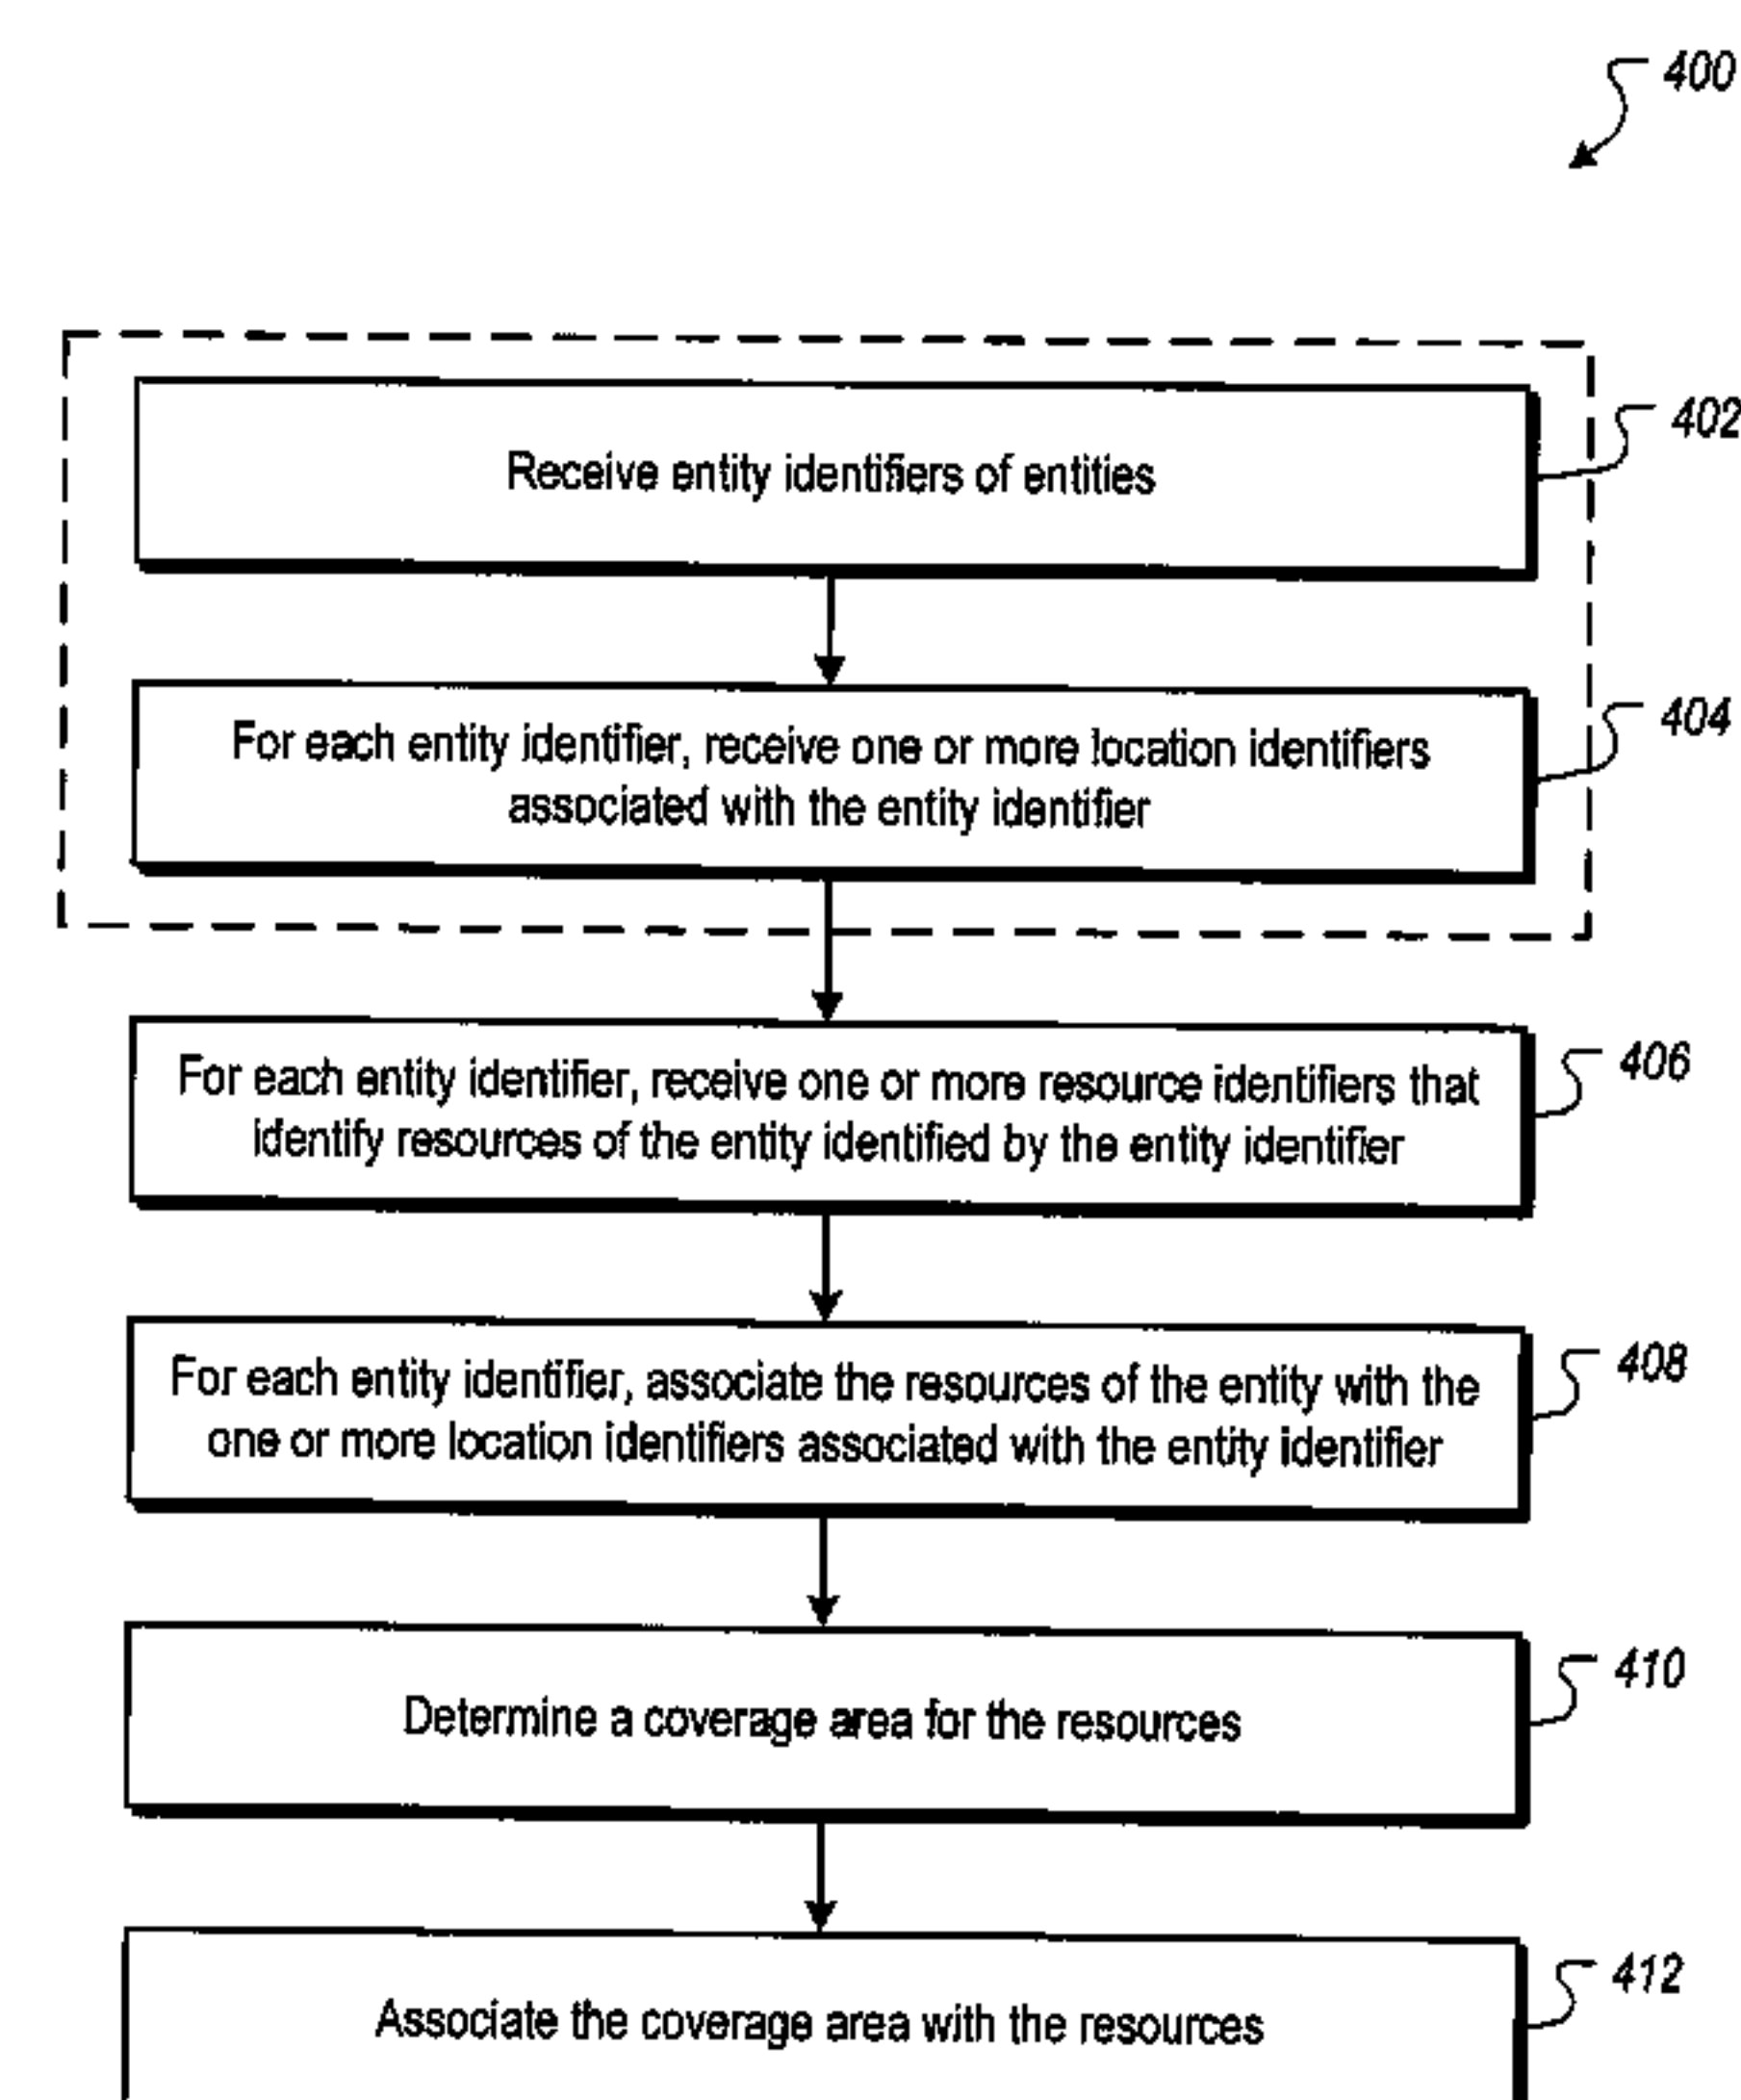 400
Receive entity identifiers of entities
402
For each entity identifier, receive one or more location identifiers
associated with the entity identifier
404
For each entity identifier, receive one or more resource identifiers that
identify resources of the entity identified by the entity identifier
406
For each entity identifier, associate the resources of the entity with the
one or more location identifiers associated with the entity identifier
408
Determine a coverage area for the resources
410
Associate the coverage area with the resources
412